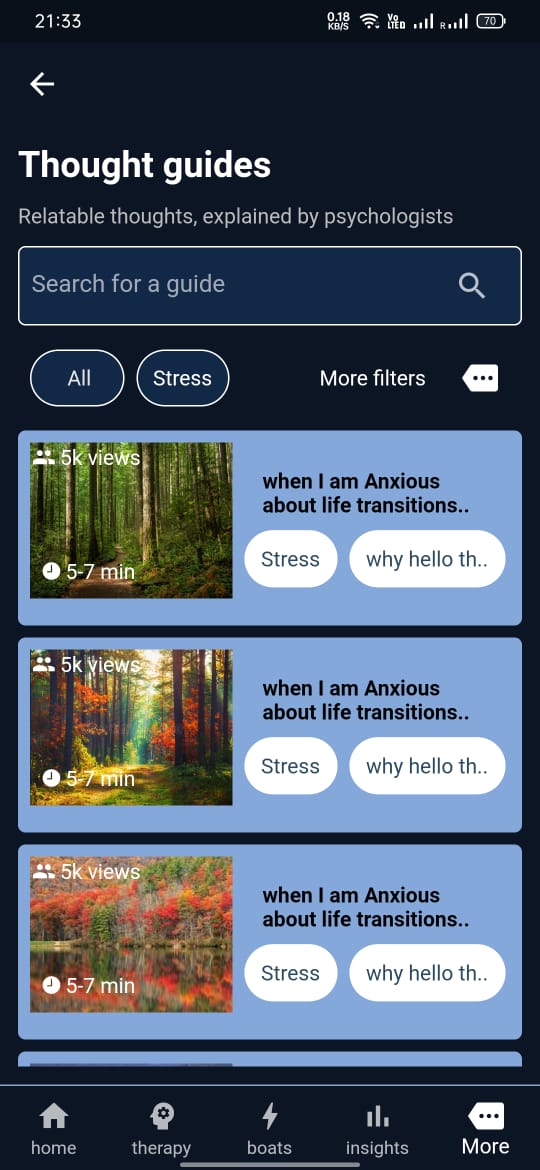 21:33
0.18 KB/S
Vo LTED
R
70
Thought guides
Relatable thoughts, explained by psychologists
Search for a guide
All
Stress
More filters
5k views
when I am Anxious
about life transitions..
Stress
why hello th..
5-7 min
5k views
when I am Anxious
about life transitions..
Stress
why hello th..
5-7 min
5k views
when I am Anxious
about life transitions..
Stress
why hello th..
5-7 min
home
therapy
boats
insights
More